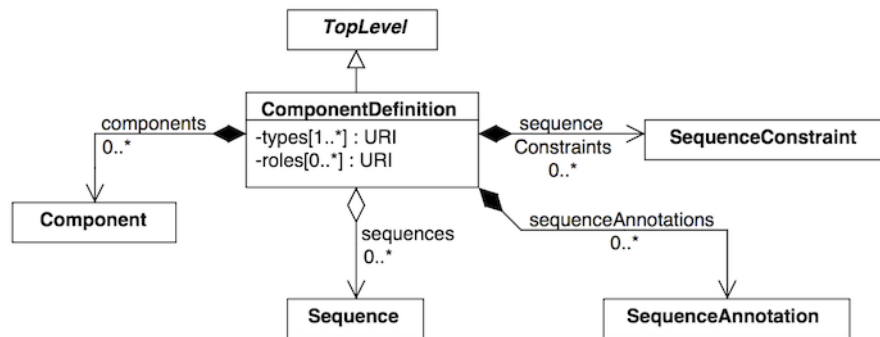 TopLevel
ComponentDefinition
-types[1..*] : URI
-roles[0..*] : URI
components
0..*
sequence
Constraints
0..*
SequenceConstraint
Component
sequences
0..*
sequenceAnnotations
0..*
Sequence
SequenceAnnotation